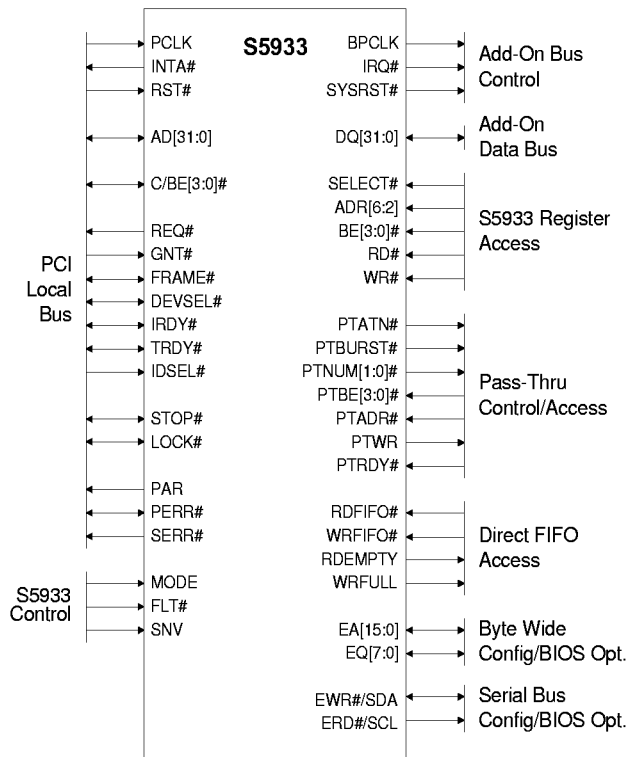 S5933
PCLK
INTA#
RST#
AD[31:0]
C/BE[3:0]#
REQ#
GNT#
FRAME#
DEVSEL#
IRDY#
TRDY#
IDSEL#
STOP#
LOCK#
PAR
PERR#
SERR#
PCI
Local
Bus
MODE
FLT#
SNV
S5933
Control
BPCLK
IRQ#
SYSRST#
Add-On Bus
Control
DQ[31:0]
Add-On
Data Bus
SELECT#
ADR[6:2]
BE[3:0]#
RD#
WR#
S5933 Register
Access
PTATN#
PTBURST#
PTNUM[1:0]#
PTBE[3:0]#
PTADR#
PTWR
PTRDY#
Pass-Thru
Control/Access
RDFIFO#
WRFIFO#
RDEMPTY
WRFULL
Direct FIFO
Access
EA[15:0]
EQ[7:0]
Byte Wide
Config/BIOS Opt.
EWR#/SDA
ERD#/SCL
Serial Bus
Config/BIOS Opt.